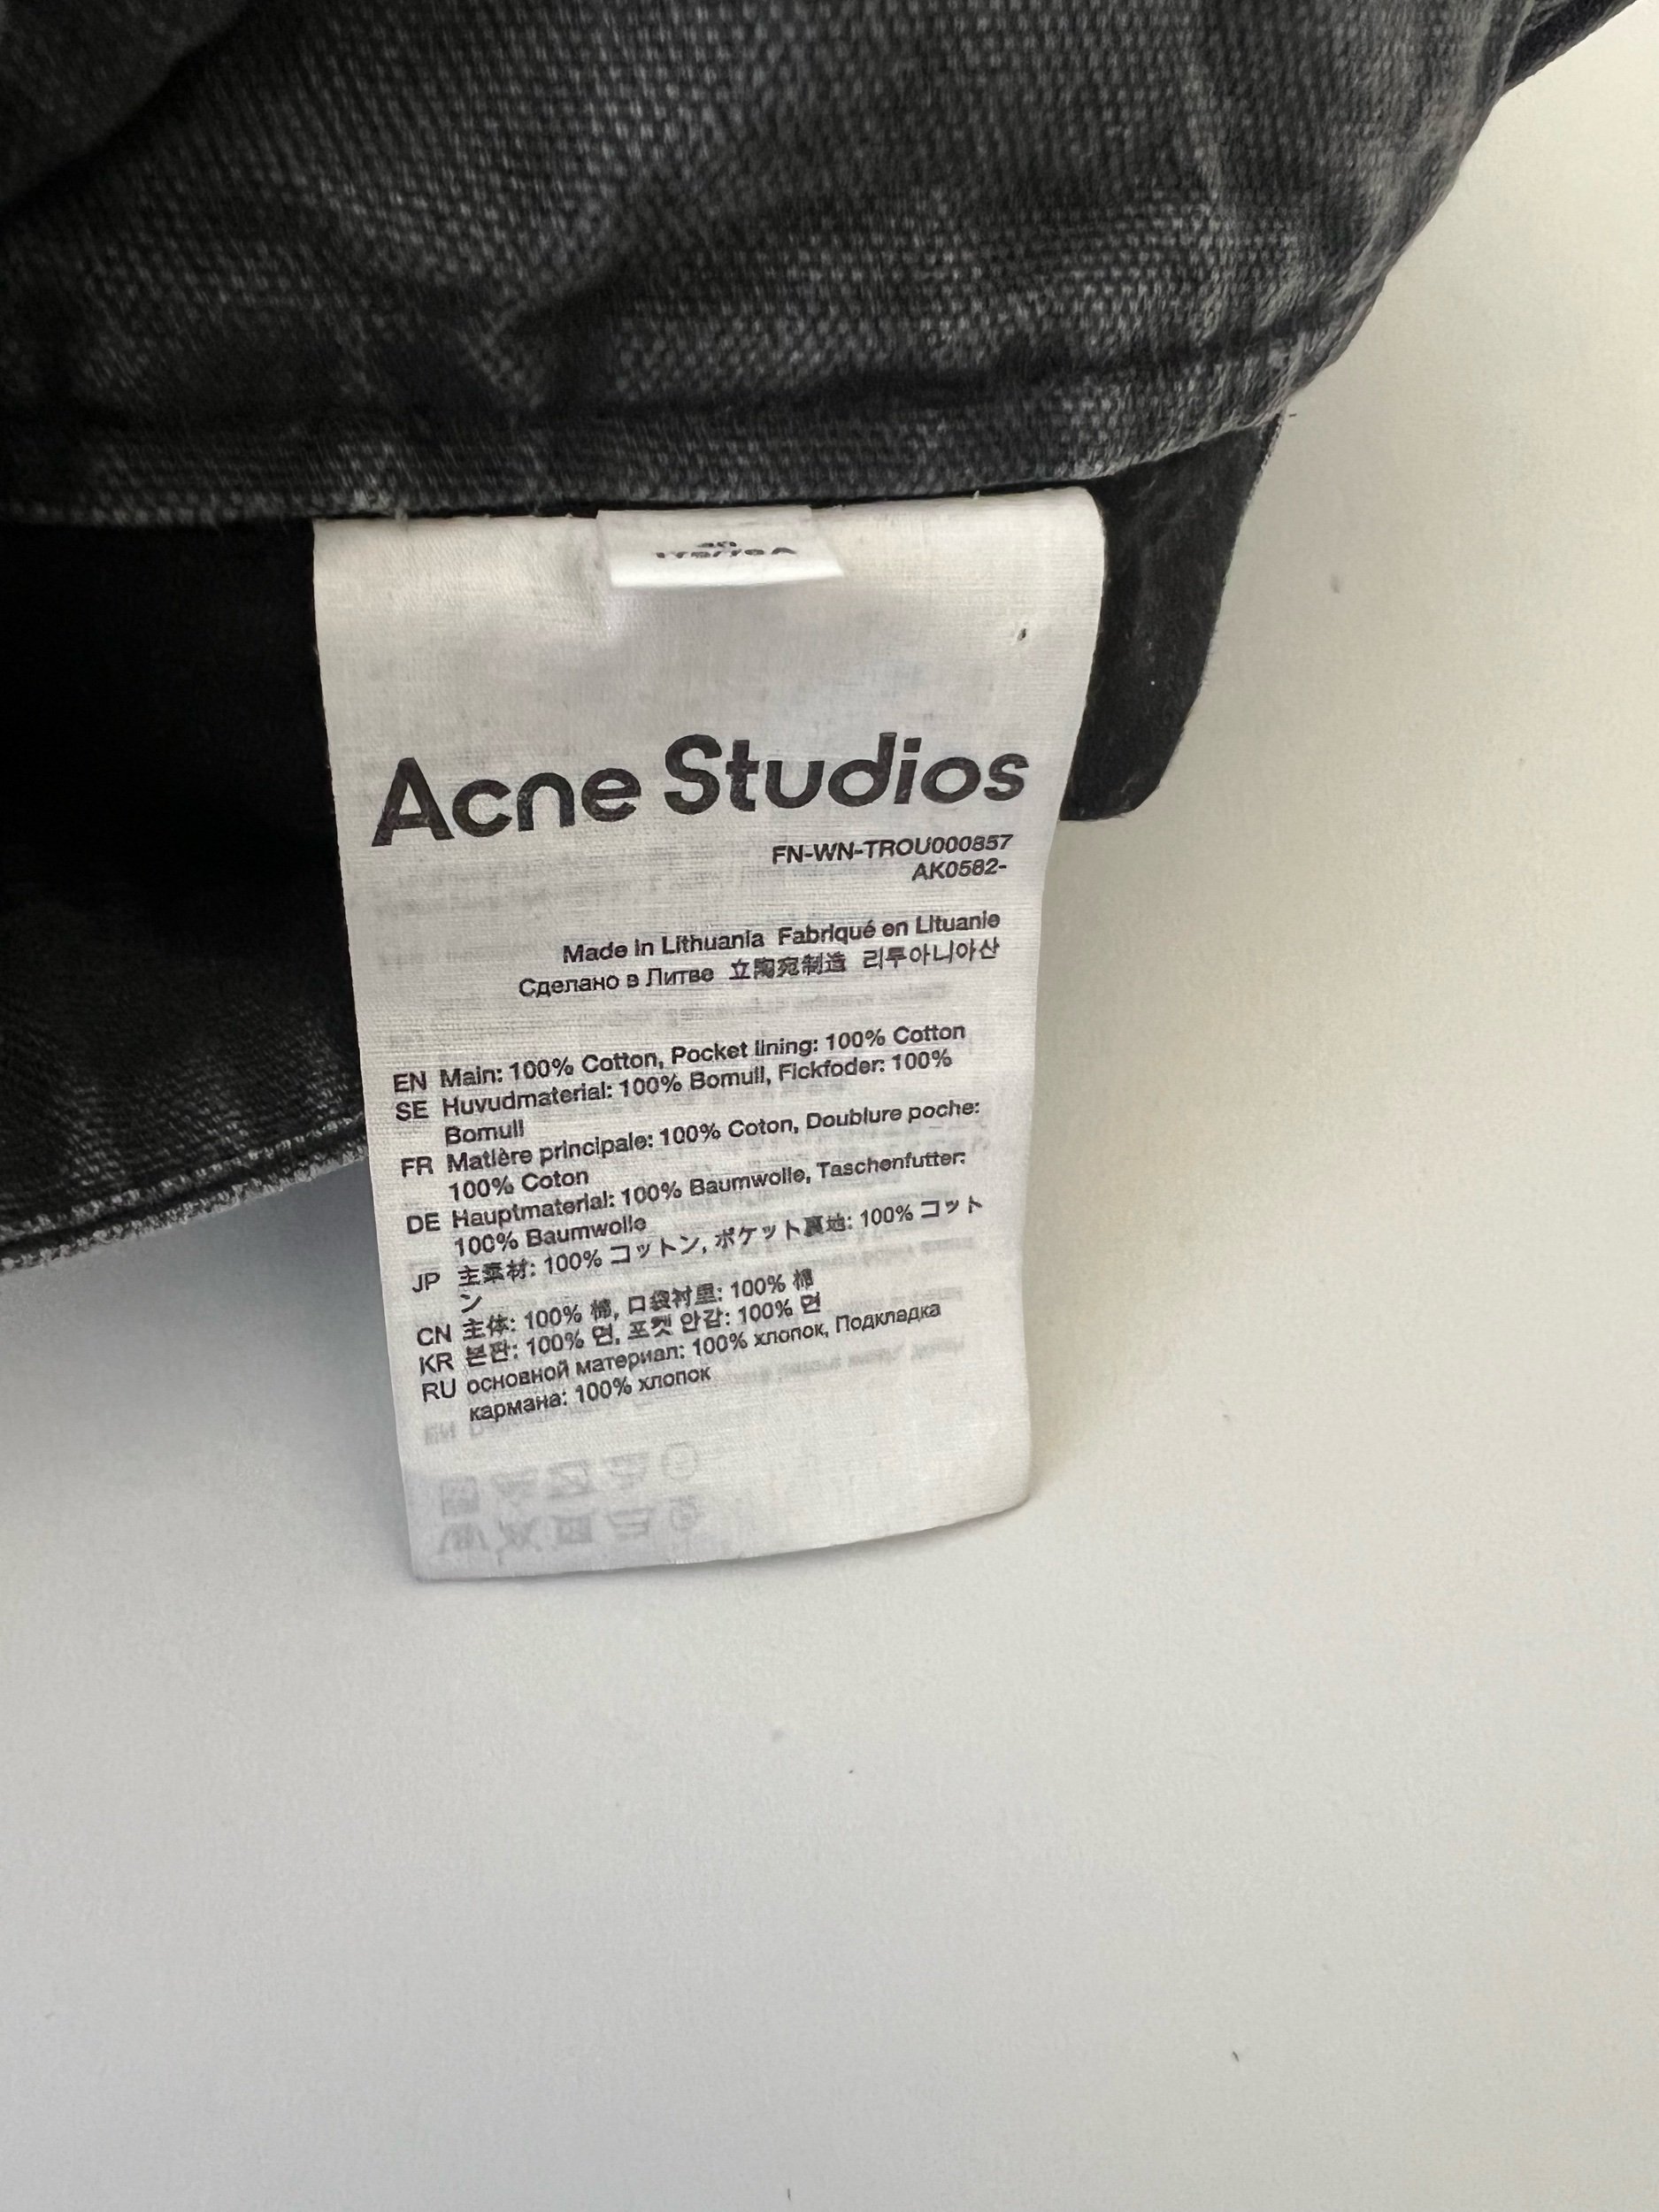 Acne Studios
FN-WN-TROU000857
AK0582-
Made in Lithuania Fabriqué en Lituanie
Сделано в Литве 立陶宛制造 리투아니아산
EN Main: 100% Cotton, Pocket lining: 100% Cotton
SE Huvudmaterial: 100% Bomull, Fickfoder: 100%
Bomull
FR Matière principale: 100% Coton, Doublure poche:
100% Coton
DE Hauptmaterial: 100% Baumwolle, Taschenfutter:
100% Baumwolle
JP 主素材: 100% コットン, ポケット裏地: 100% コット
ン
CN 主体: 100% 棉, 口袋衬里: 100% 棉
KR 본판: 100% 면, 포켓 안감: 100% 면
RU основной материал: 100% хлопок, Подкладка
кармана: 100% хлопок